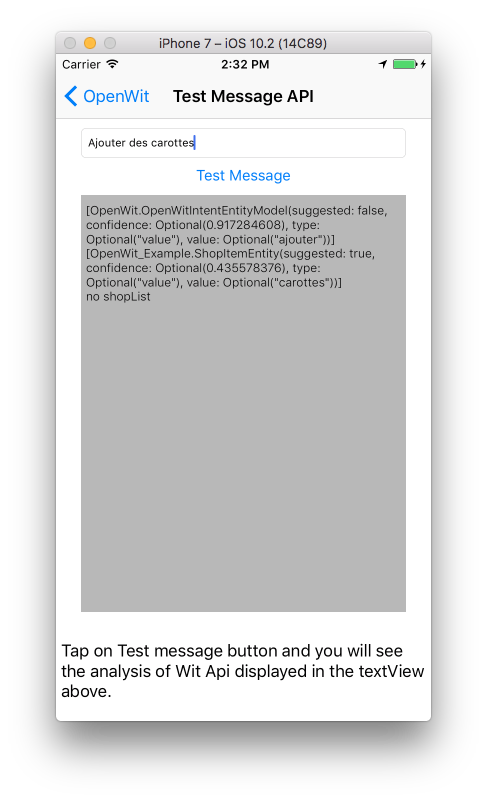 iPhone 7 – iOS 10.2 (14C89)
Carrier 2:32 PM
OpenWit Test Message API
Ajouter des carottes
Test Message
[OpenWit.OpenWitIntentEntityModel(suggested: false,
confidence: Optional(0.917284608), type:
Optional("value"), value: Optional("ajouter"))]
[OpenWit_Example.ShopItemEntity(suggested: true,
confidence: Optional(0.435578376), type:
Optional("value"), value: Optional("carottes"))]
no shopList
Tap on Test message button and you will see
the analysis of Wit Api displayed in the textView
above.